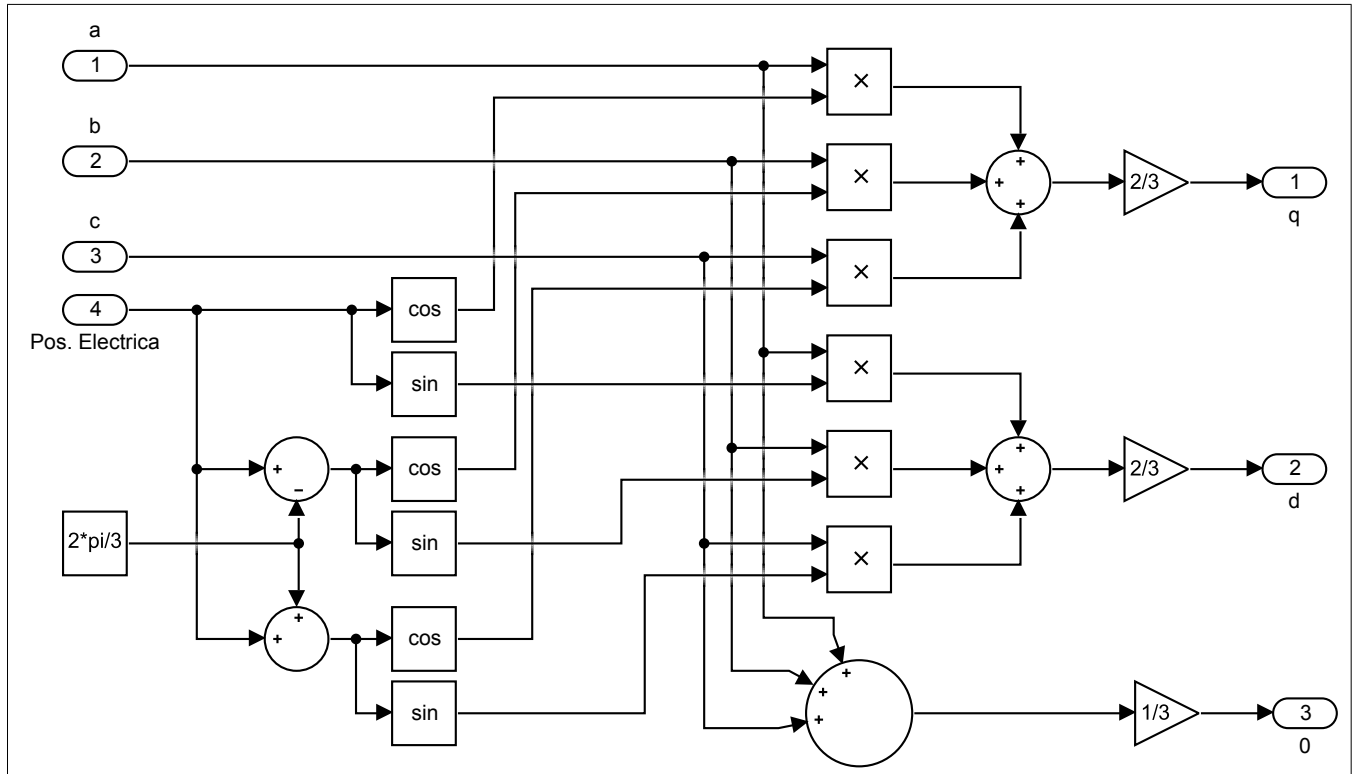 a
1
×
b
+
2
×
+
2/3
1
+
q
c
3
×
4
cos
Pos. Electrica
×
sin
+
cos
×
+
2/3
2
+
−
+
d
2*pi/3
sin
×
+
+
cos
+
+
sin
+
1/3
3
0